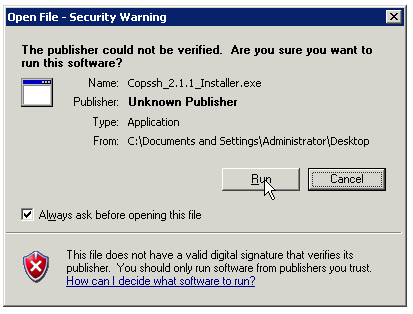 Open File - Security Warning
The publisher could not be verified. Are you sure you want to
run this software?
Name: Copssh_2.1.1_Installer.exe
Publisher: Unknown Publisher
Type: Application
From: C:\Documents and Settings\Administrator\Desktop
Run Cancel
Always ask before opening this file
This file does not have a valid digital signature that verifies its
publisher. You should only run software from publishers you trust.
How can I decide what software to run?